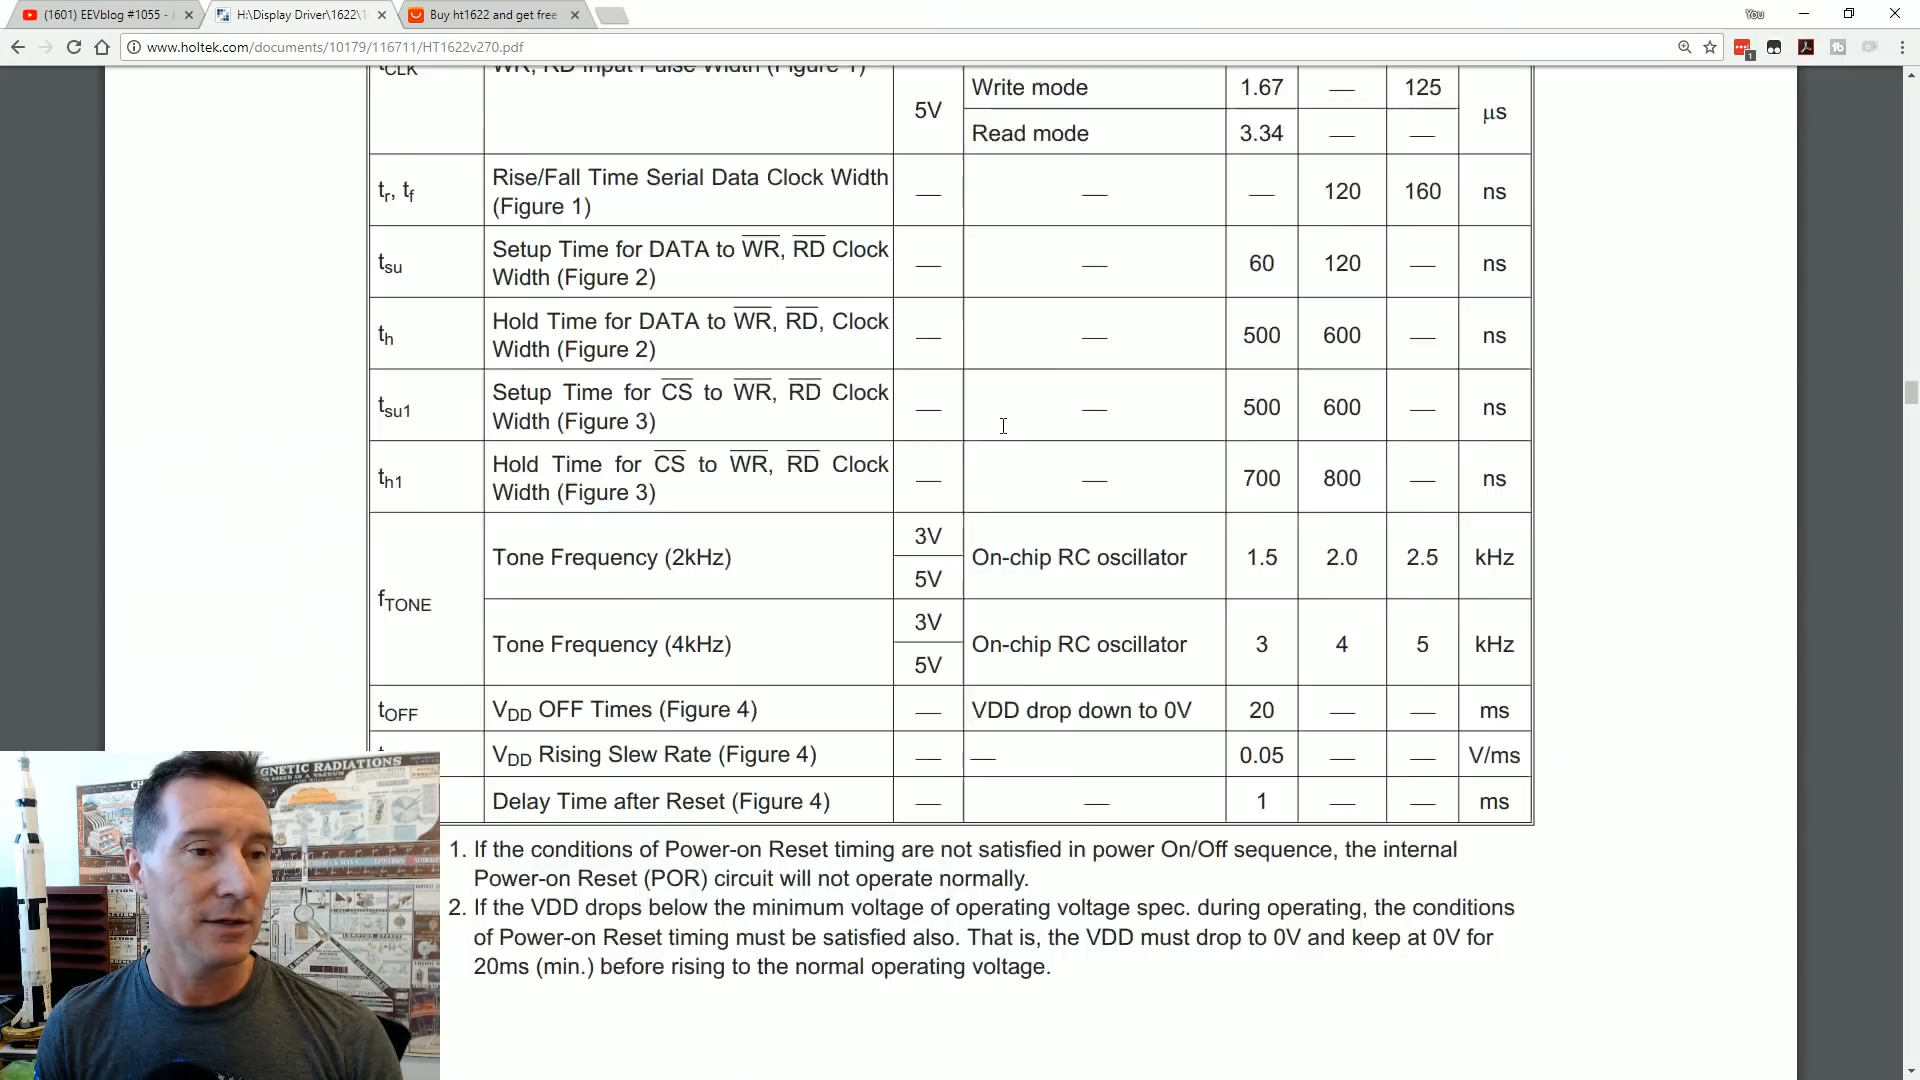 (1601) EEVblog #1055 -
H:\Display Driver\1622\1
Buy ht1622 and get free
You
www.holtek.com/documents/10179/116711/HT1622v270.pdf
tCLK WR, RD Input Pulse Width (Figure 1)
5V Write mode 1.67 — 125 μs
Read mode 3.34 — —
tr, tf Rise/Fall Time Serial Data Clock Width
(Figure 1) — — — 120 160 ns
tsu Setup Time for DATA to WR, RD Clock
Width (Figure 2) — — 60 120 — ns
th Hold Time for DATA to WR, RD, Clock
Width (Figure 2) — — 500 600 — ns
tsu1 Setup Time for CS to WR, RD Clock
Width (Figure 3) — — 500 600 — ns
th1 Hold Time for CS to WR, RD Clock
Width (Figure 3) — — 700 800 — ns
fTONE
Tone Frequency (2kHz) 3V 5V On-chip RC oscillator 1.5 2.0 2.5 kHz
Tone Frequency (4kHz) 3V 5V On-chip RC oscillator 3 4 5 kHz
tOFF VDD OFF Times (Figure 4) — VDD drop down to 0V 20 — — ms
VDD Rising Slew Rate (Figure 4) — — 0.05 — — V/ms
Delay Time after Reset (Figure 4) — — 1 — — ms
1. If the conditions of Power-on Reset timing are not satisfied in power On/Off sequence, the internal
Power-on Reset (POR) circuit will not operate normally.
2. If the VDD drops below the minimum voltage of operating voltage spec. during operating, the conditions
of Power-on Reset timing must be satisfied also. That is, the VDD must drop to 0V and keep at 0V for
20ms (min.) before rising to the normal operating voltage.
GNETIC RADIATIONS